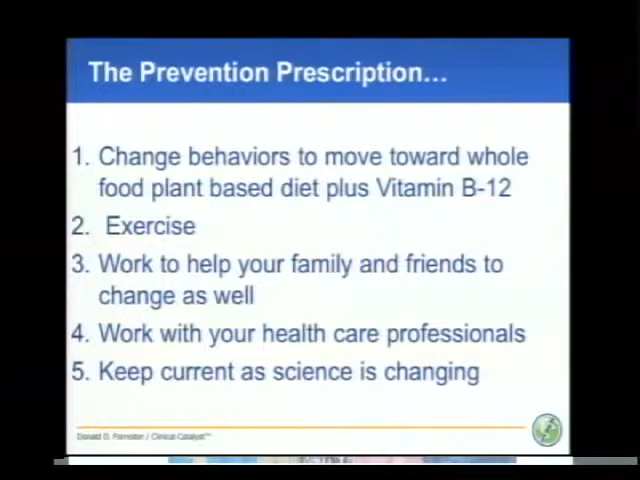 The Prevention Prescription...
1. Change behaviors to move toward whole
food plant based diet plus Vitamin B-12
2. Exercise
3. Work to help your family and friends to
change as well
4. Work with your health care professionals
5. Keep current as science is changing
Donald D. Forrester / Clinical Catalyst™